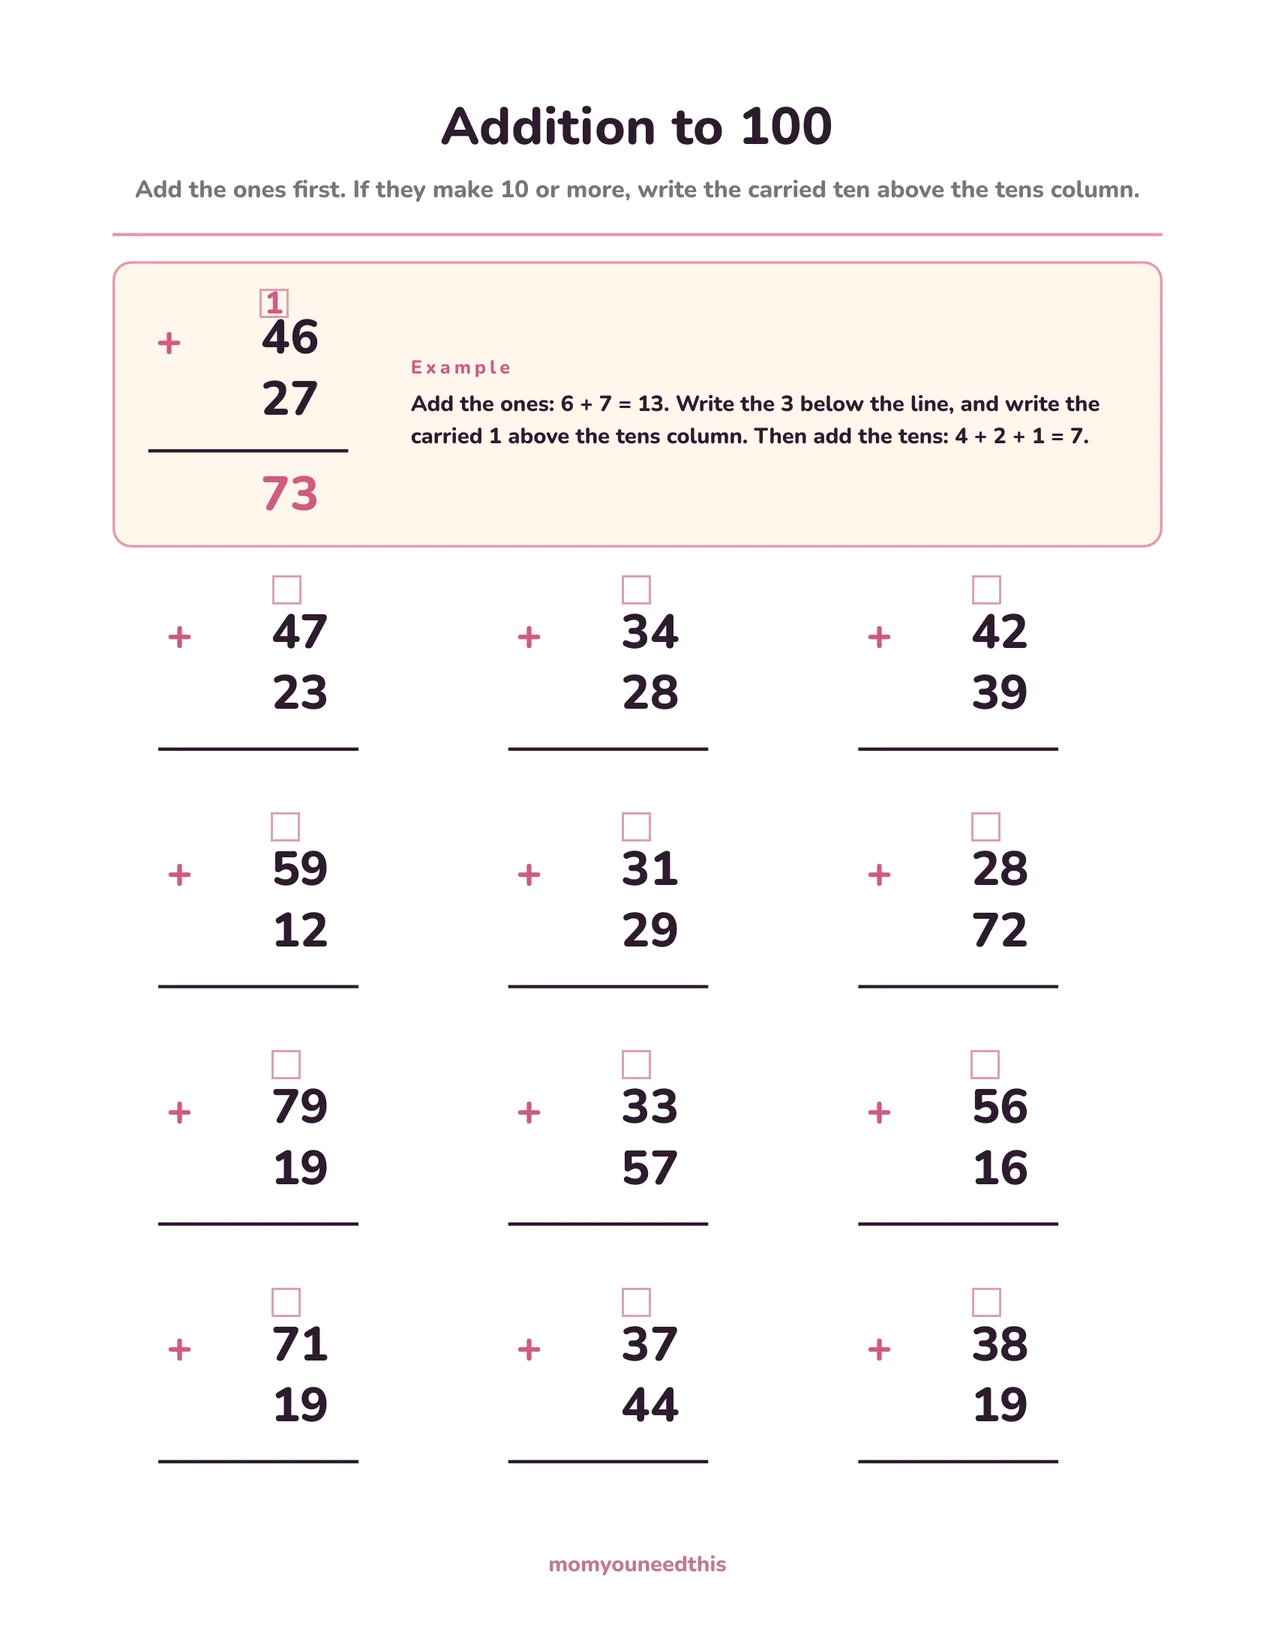 Addition to 100
Add the ones first. If they make 10 or more, write the carried ten above the tens column.
1
+ 46
27
73
Example
Add the ones: 6 + 7 = 13. Write the 3 below the line, and write the
carried 1 above the tens column. Then add the tens: 4 + 2 + 1 = 7.
+ 47 + 34 + 42
23 28 39
+ 59 + 31 + 28
12 29 72
+ 79 + 33 + 56
19 57 16
+ 71 + 37 + 38
19 44 19
momyouneedthis